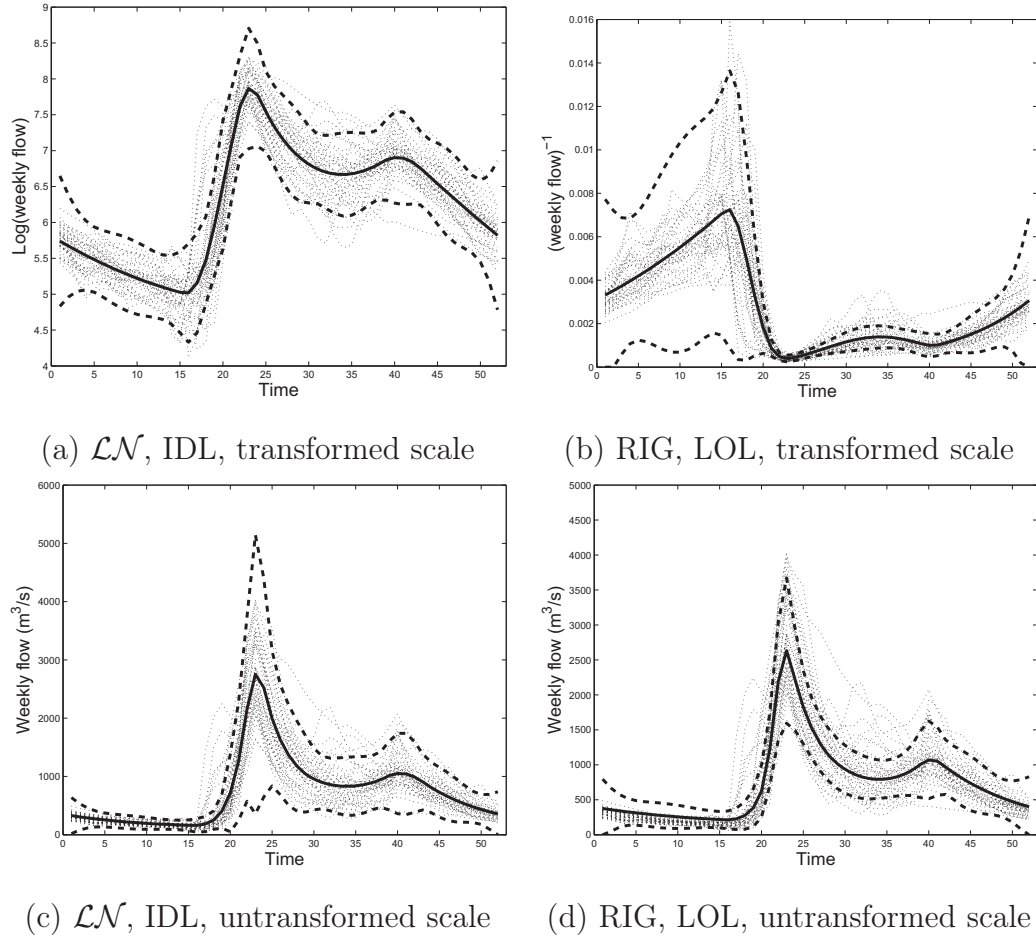 9
8.5
8
7.5
7
6.5
6
5.5
5
4.5
4
Log(weekly flow)
0 5 10 15 20 25 30 35 40 45 50
Time
(a) ℒ𝒩, IDL, transformed scale
0.016
0.014
0.012
0.01
0.008
0.006
0.004
0.002
0
(weekly flow)⁻¹
0 5 10 15 20 25 30 35 40 45 50
Time
(b) RIG, LOL, transformed scale
6000
5000
4000
3000
2000
1000
0
Weekly flow (m³/s)
0 5 10 15 20 25 30 35 40 45 50
Time
(c) ℒ𝒩, IDL, untransformed scale
5000
4500
4000
3500
3000
2500
2000
1500
1000
500
0
Weekly flow (m³/s)
0 5 10 15 20 25 30 35 40 45 50
Time
(d) RIG, LOL, untransformed scale